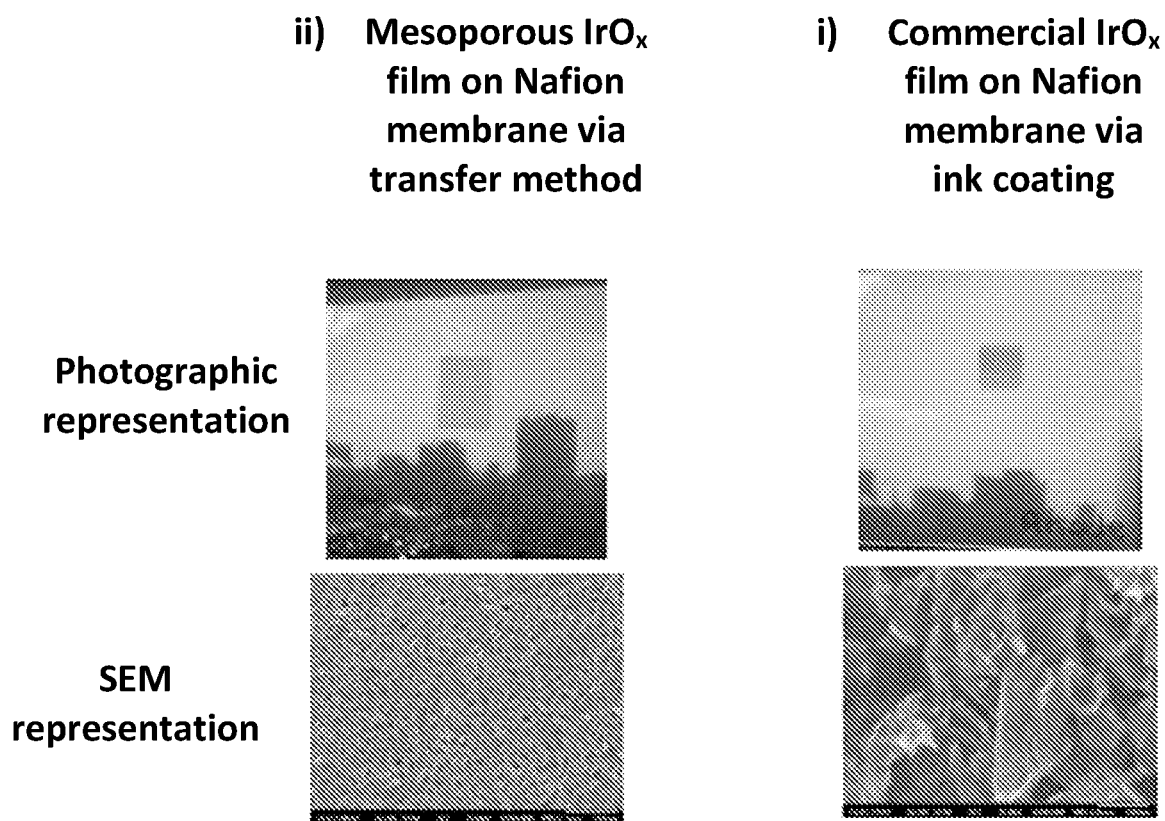 ii) Mesoporous IrOₓ
film on Nafion
membrane via
transfer method
i) Commercial IrOₓ
film on Nafion
membrane via
ink coating
Photographic
representation
SEM
representation